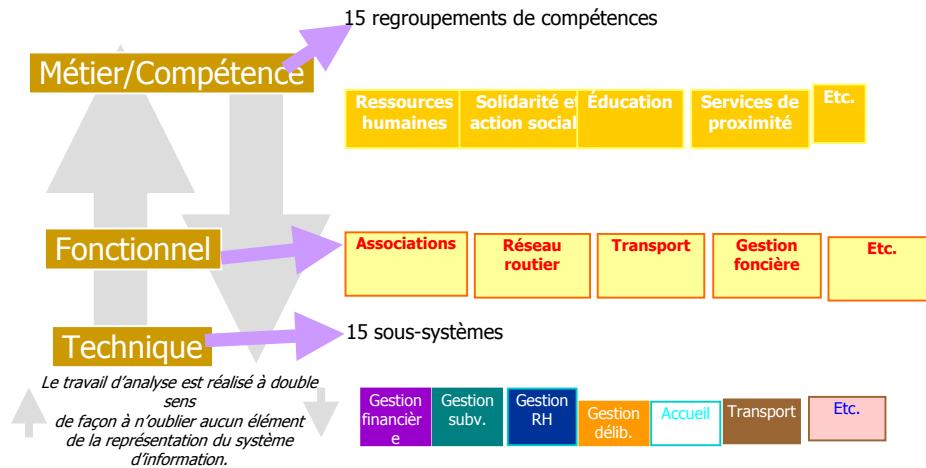 15 regroupements de compétences
Métier/Compétence
Ressources
humaines
Solidarité et
action social
Éducation
Services de
proximité
Etc.
Fonctionnel
Associations
Réseau
routier
Transport
Gestion
foncière
Etc.
15 sous-systèmes
Technique
Le travail d'analyse est réalisé à double
sens
de façon à n'oublier aucun élément
de la représentation du système
d'information.
Gestion
financièr
e
Gestion
subv.
Gestion
RH
Gestion
délib.
Accueil
Transport
Etc.